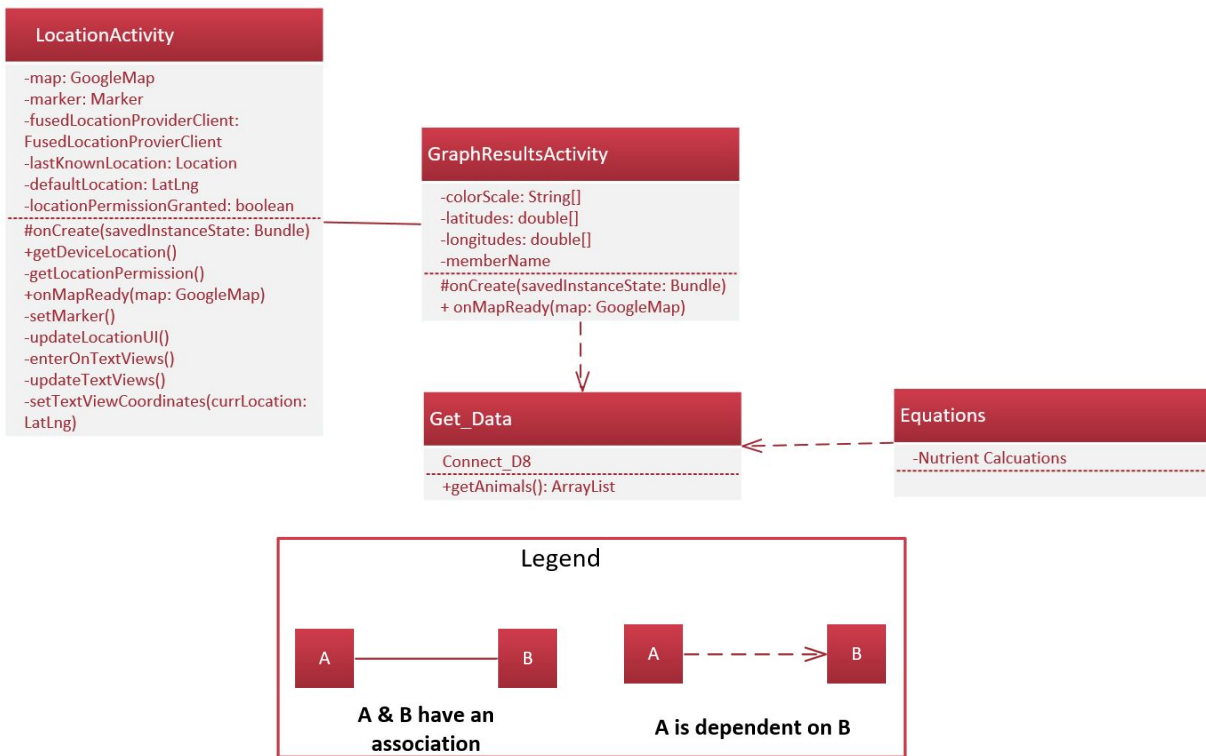 LocationActivity
-map: GoogleMap
-marker: Marker
-fusedLocationProviderClient:
FusedLocationProvierClient
-lastKnownLocation: Location
-defaultLocation: LatLng
-locationPermissionGranted: boolean
#onCreate(savedInstanceState: Bundle)
+getDeviceLocation()
-getLocationPermission()
+onMapReady(map: GoogleMap)
-setMarker()
-updateLocationUI()
-enterOnTextViews()
-updateTextViews()
-setTextViewCoordinates(currLocation:
LatLng)
GraphResultsActivity
-colorScale: String[]
-latitudes: double[]
-longitudes: double[]
-memberName
#onCreate(savedInstanceState: Bundle)
+ onMapReady(map: GoogleMap)
Get_Data
Connect_D8
+getAnimals(): ArrayList
Equations
-Nutrient Calcuations
Legend
A
B
A & B have an
association
A
B
A is dependent on B